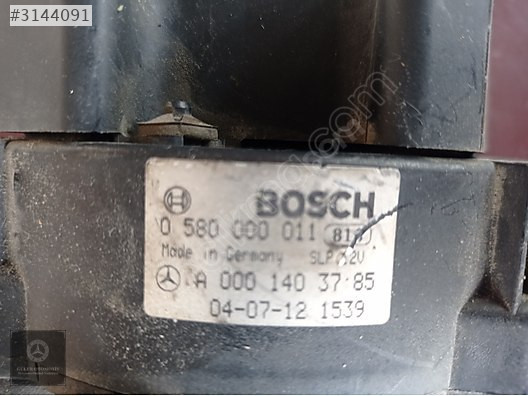 #3144091
BOSCH
0 580 000 011 81A
Made in Germany SLP 12V
A 000 140 37 85
04-07-12 1539